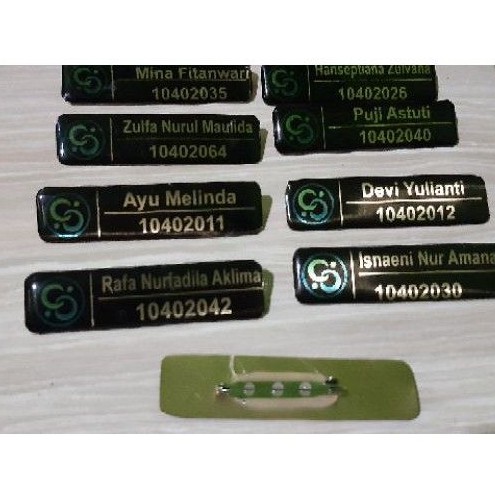 Mina Fitanwari
10402035
Hanseptiana Zulvana
10402026
Zulfa Nurul Maufida
10402064
Puji Astuti
10402040
Ayu Melinda
10402011
Devi Yulianti
10402012
Rafa Nurfadila Aklima
10402042
Isnaeni Nur Amana
10402030